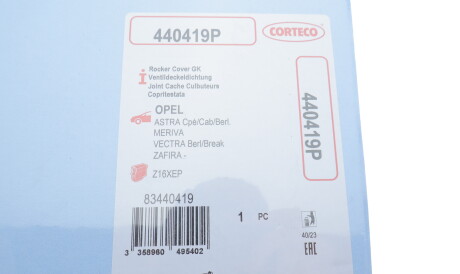 440419P
CORTECO
Rocker Cover GK
Ventildeckeldichtung
Joint Cache Culbuteurs
Copritestata
440419P
OPEL
ASTRA Cpé/Cab/Berl.
MERIVA
VECTRA Berl/Break
ZAFIRA -
Z16XEP
83440419
1 PC
40/23
EAC
3 358960 495402